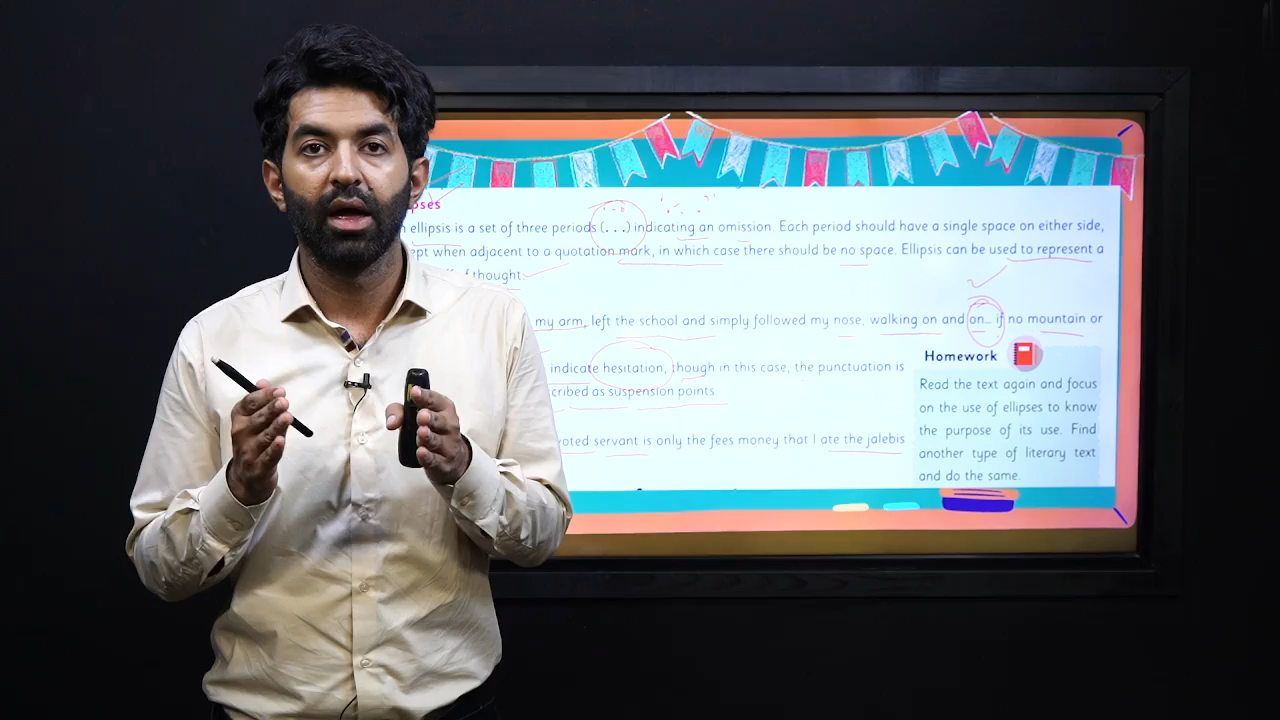 pses
ellipsis is a set of three periods (. . .) indicating an omission. Each period should have a single space on either side,
ept when adjacent to a quotation mark, in which case there should be no space. Ellipsis can be used to represent a
of thought:
my arm, left the school and simply followed my nose, walking on and on... if no mountain or
indicate hesitation, though in this case, the punctuation is
cribed as suspension points.
voted servant is only the fees money that I ate the jalebis
Homework
Read the text again and focus
on the use of ellipses to know
the purpose of its use. Find
another type of literary text
and do the same.